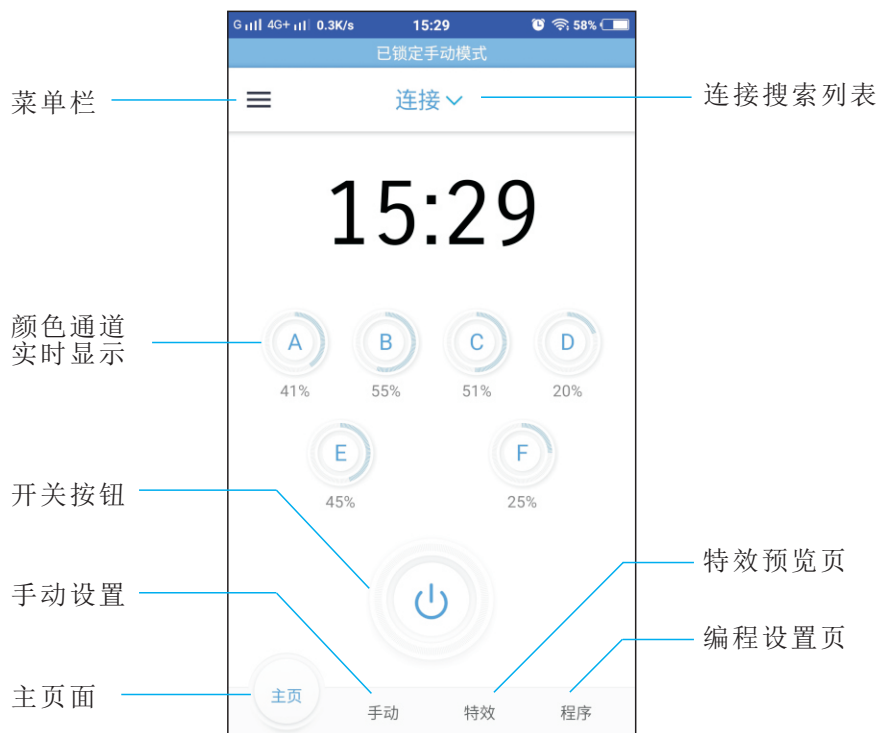 G 4G+ 0.3K/s 15:29 58%
已锁定手动模式
菜单栏
连接
连接搜索列表
15:29
颜色通道
实时显示
A B C D
41% 55% 51% 20%
E F
45% 25%
开关按钮
特效预览页
手动设置
编程设置页
主页面
主页 手动 特效 程序